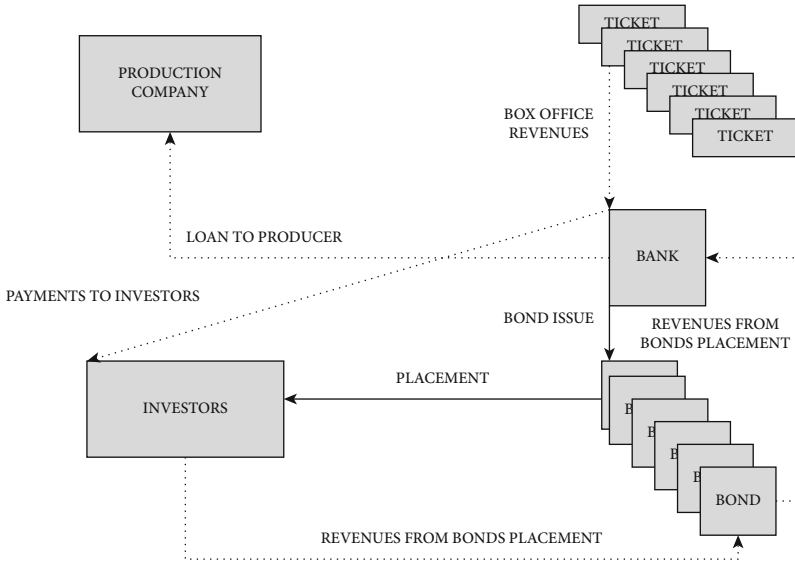 TICKET
TICKET
TICKET
TICKET
TICKET
TICKET
PRODUCTION
COMPANY
BOX OFFICE
REVENUES
LOAN TO PRODUCER
BANK
PAYMENTS TO INVESTORS
BOND ISSUE
REVENUES FROM
BONDS PLACEMENT
PLACEMENT
INVESTORS
B
B
B
B
BOND
REVENUES FROM BONDS PLACEMENT